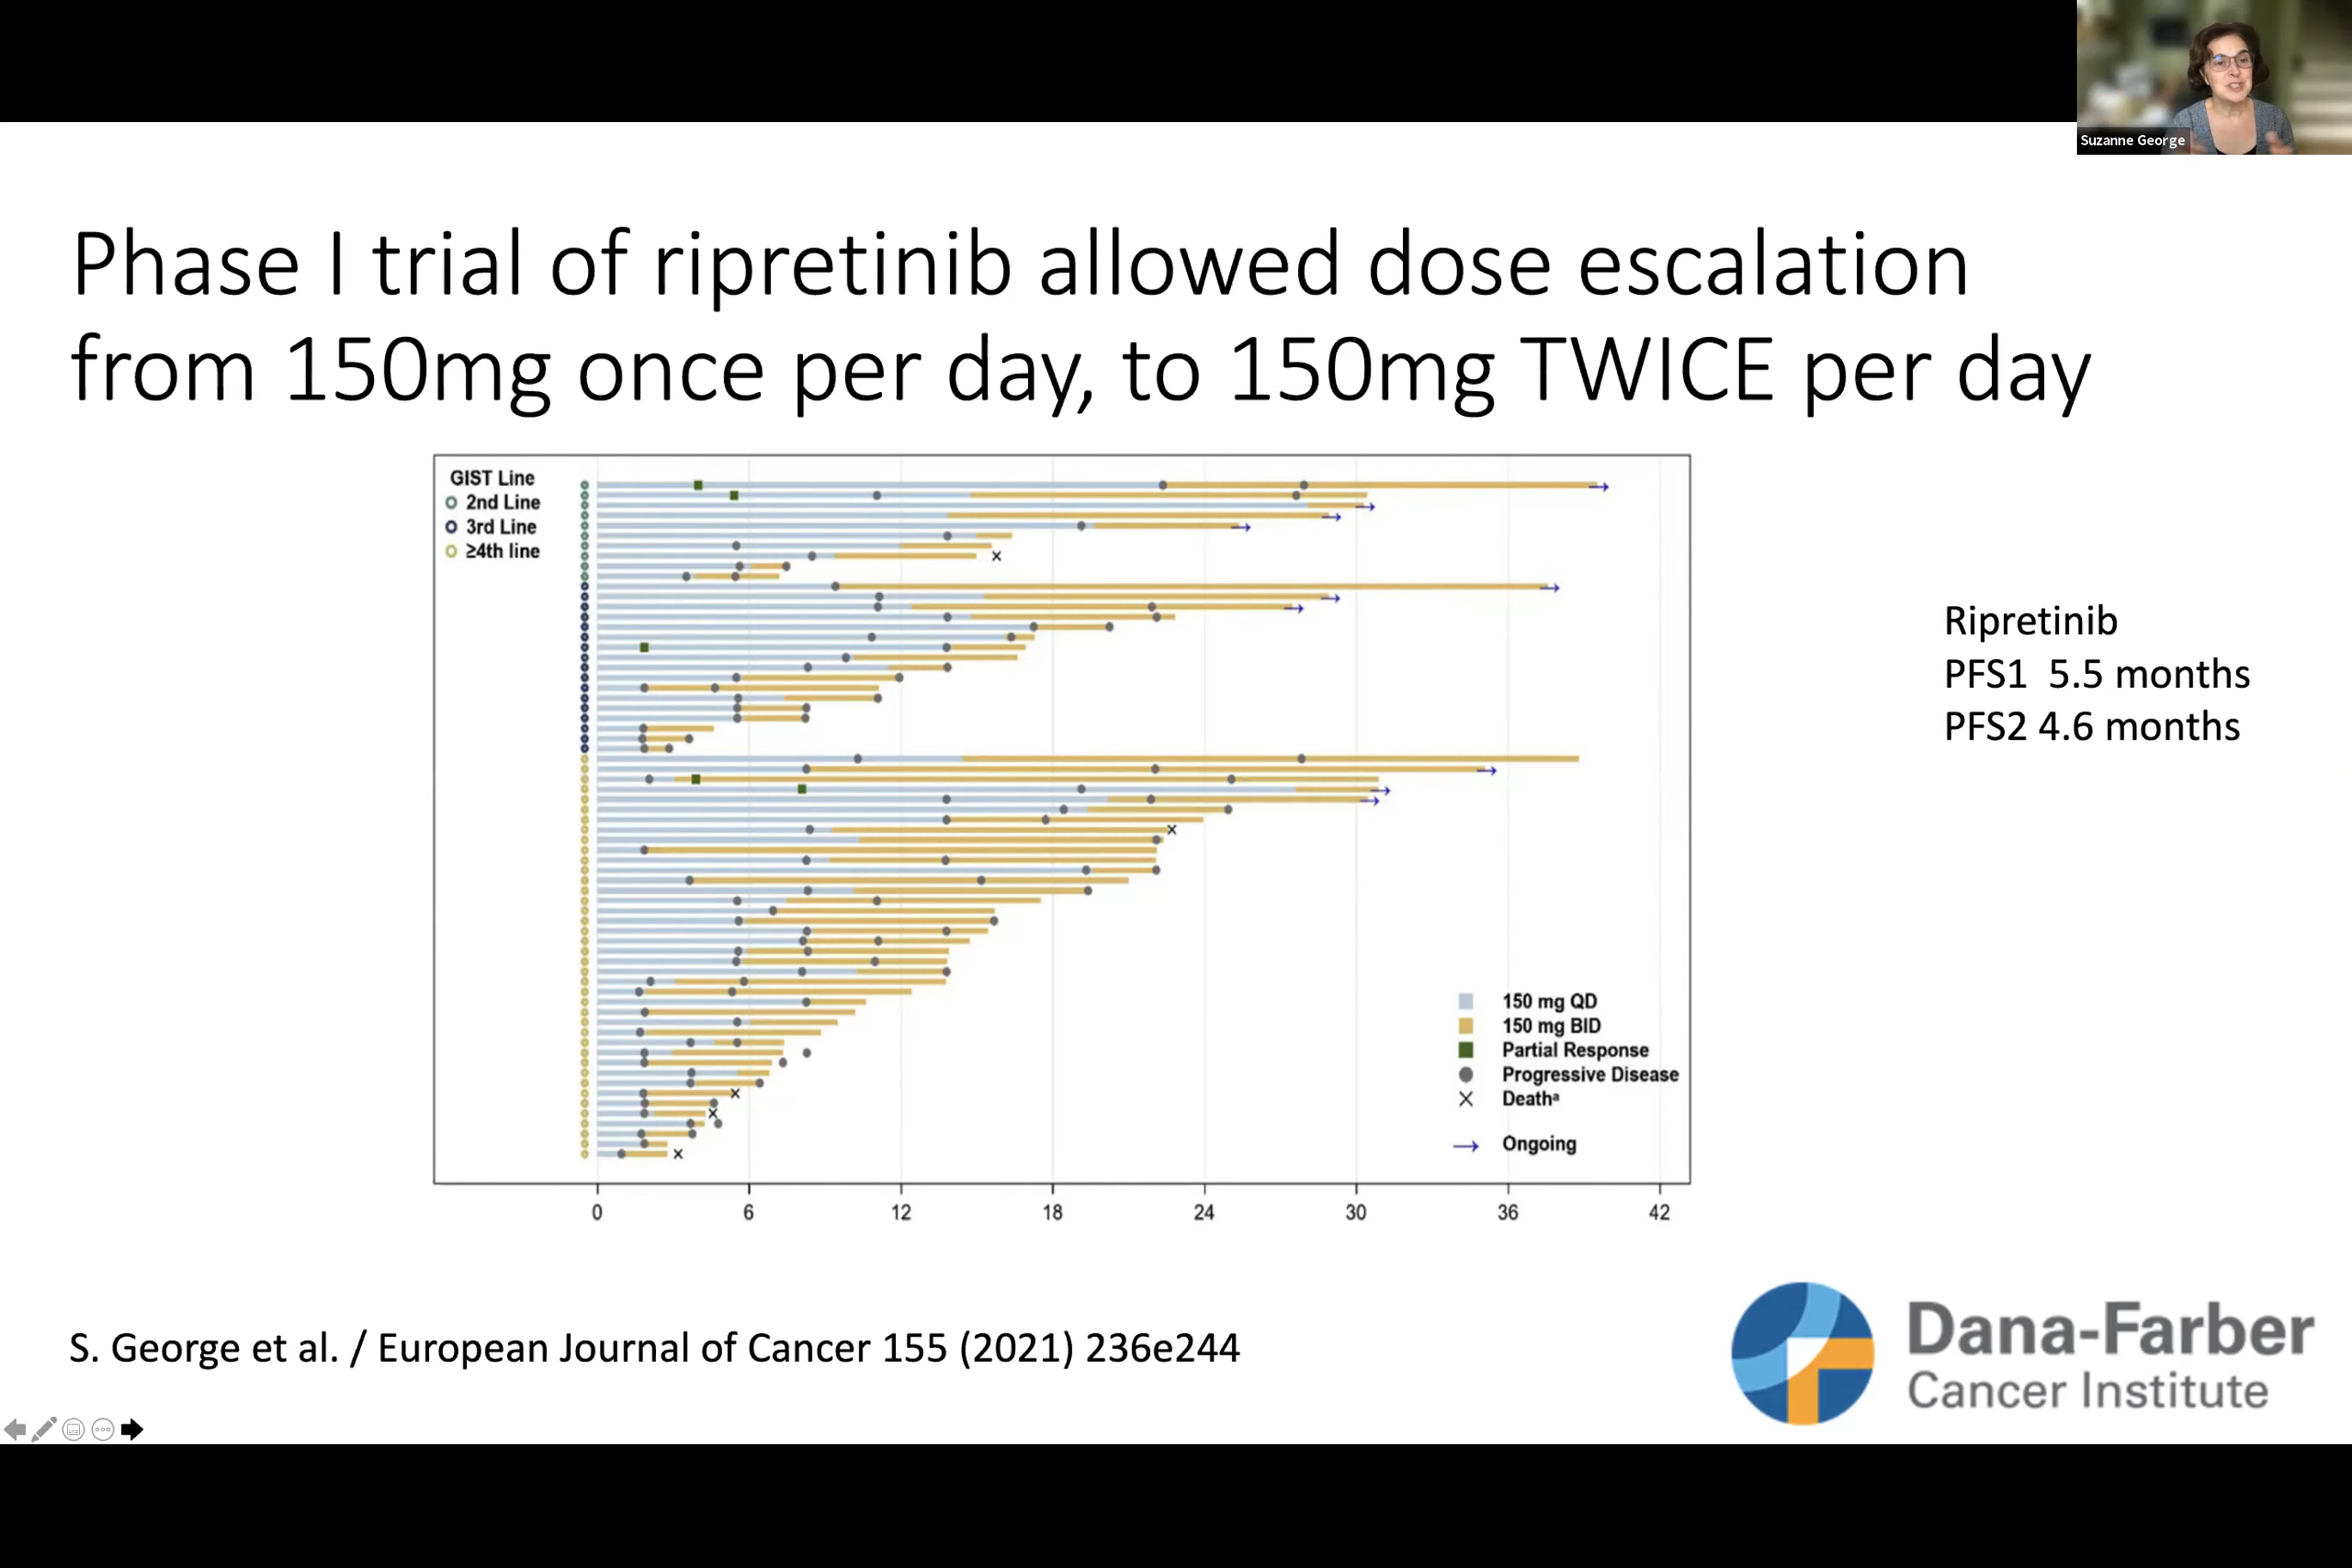 Suzanne George
Phase I trial of ripretinib allowed dose escalation
from 150mg once per day, to 150mg TWICE per day
GIST Line
2nd Line
3rd Line
≥4th line
150 mg QD
150 mg BID
Partial Response
Progressive Disease
Deathᵃ
Ongoing
0 6 12 18 24 30 36 42
Ripretinib
PFS1 5.5 months
PFS2 4.6 months
S. George et al. / European Journal of Cancer 155 (2021) 236e244
Dana-Farber
Cancer Institute